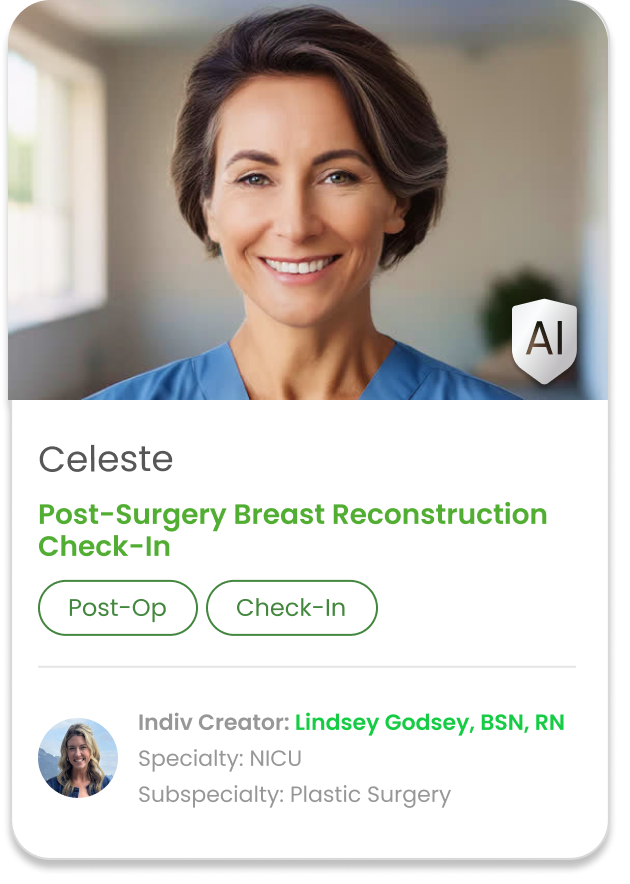 AI
Celeste
Post-Surgery Breast Reconstruction
Check-In
Post-Op
Check-In
Indiv Creator: Lindsey Godsey, BSN, RN
Specialty: NICU
Subspecialty: Plastic Surgery